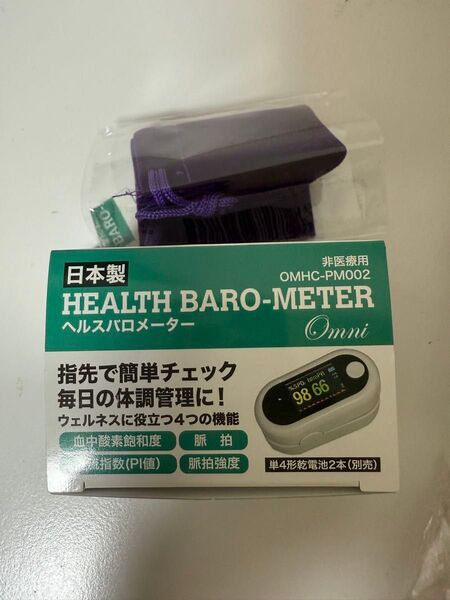 BARO-
日本製
非医療用
OMHC-PM002
HEALTH BARO-METER
ヘルスバロメーター
Omni
指先で簡単チェック
毎日の体調管理に!
ウェルネスに役立つ4つの機能
血中酸素飽和度
脈 拍
流指数(PI値)
脈拍強度
%SpO₂
bpmPR
98 66
単4形乾電池2本(別売)